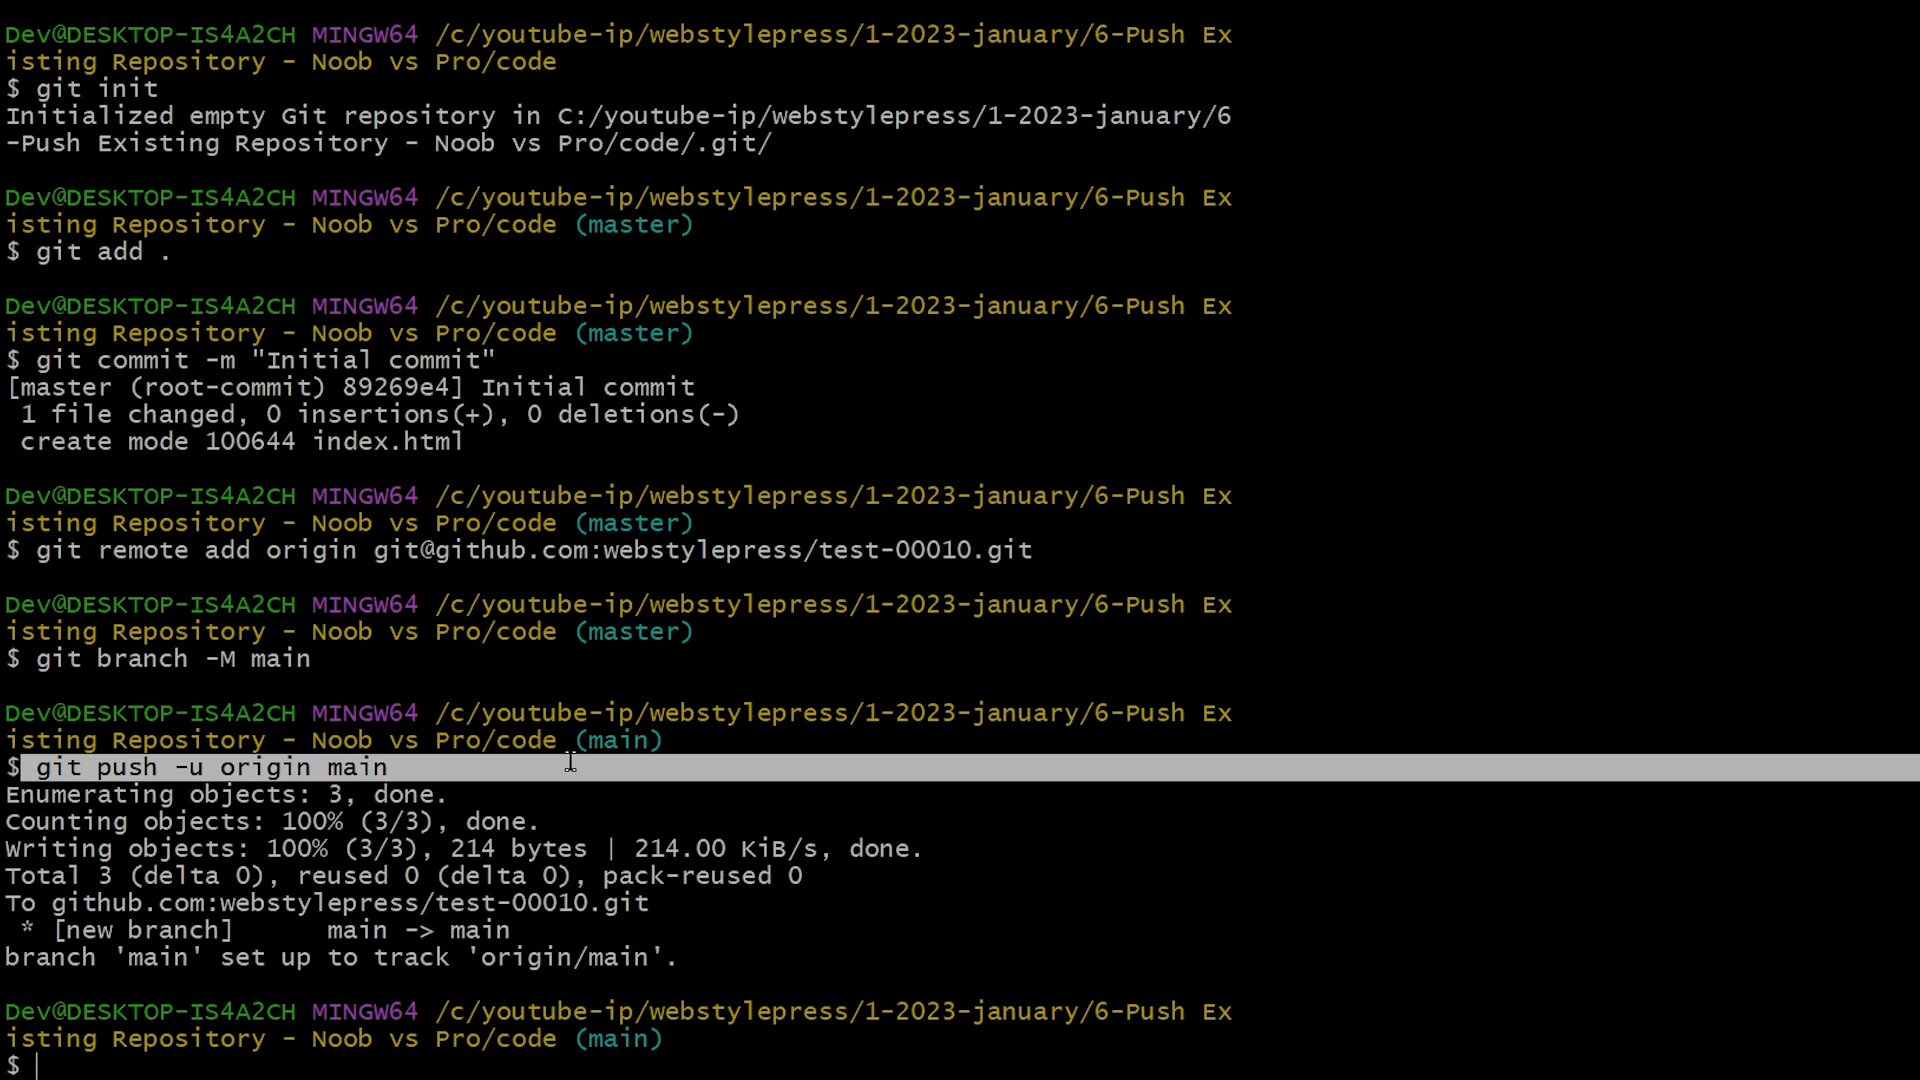 Dev@DESKTOP-IS4A2CH MINGW64 /c/youtube-ip/webstylepress/1-2023-january/6-Push Ex
isting Repository - Noob vs Pro/code
$ git init
Initialized empty Git repository in C:/youtube-ip/webstylepress/1-2023-january/6
-Push Existing Repository - Noob vs Pro/code/.git/
Dev@DESKTOP-IS4A2CH MINGW64 /c/youtube-ip/webstylepress/1-2023-january/6-Push Ex
isting Repository - Noob vs Pro/code (master)
$ git add .
Dev@DESKTOP-IS4A2CH MINGW64 /c/youtube-ip/webstylepress/1-2023-january/6-Push Ex
isting Repository - Noob vs Pro/code (master)
$ git commit -m "Initial commit"
[master (root-commit) 89269e4] Initial commit
 1 file changed, 0 insertions(+), 0 deletions(-)
 create mode 100644 index.html
Dev@DESKTOP-IS4A2CH MINGW64 /c/youtube-ip/webstylepress/1-2023-january/6-Push Ex
isting Repository - Noob vs Pro/code (master)
$ git remote add origin git@github.com:webstylepress/test-00010.git
Dev@DESKTOP-IS4A2CH MINGW64 /c/youtube-ip/webstylepress/1-2023-january/6-Push Ex
isting Repository - Noob vs Pro/code (master)
$ git branch -M main
Dev@DESKTOP-IS4A2CH MINGW64 /c/youtube-ip/webstylepress/1-2023-january/6-Push Ex
isting Repository - Noob vs Pro/code (main)
$ git push -u origin main
Enumerating objects: 3, done.
Counting objects: 100% (3/3), done.
Writing objects: 100% (3/3), 214 bytes | 214.00 KiB/s, done.
Total 3 (delta 0), reused 0 (delta 0), pack-reused 0
To github.com:webstylepress/test-00010.git
 * [new branch]      main -> main
branch 'main' set up to track 'origin/main'.
Dev@DESKTOP-IS4A2CH MINGW64 /c/youtube-ip/webstylepress/1-2023-january/6-Push Ex
isting Repository - Noob vs Pro/code (main)
$